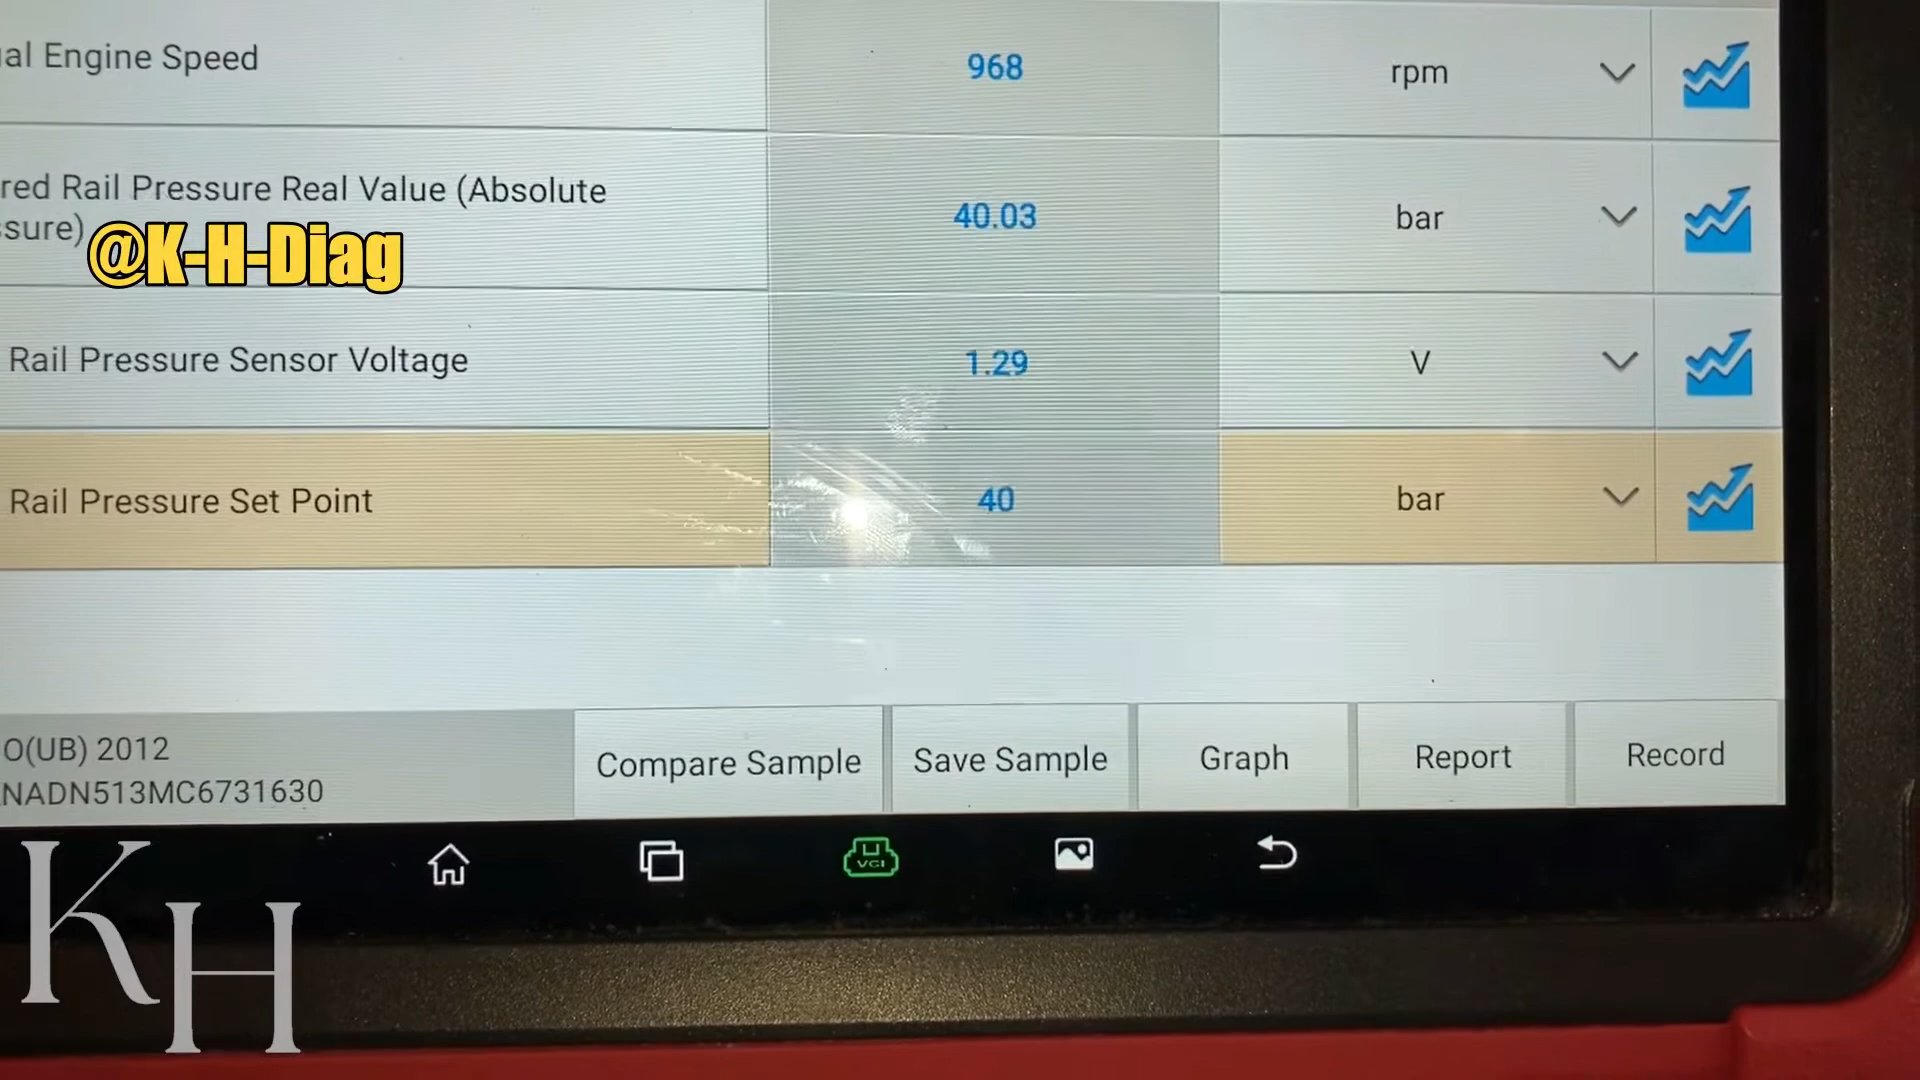 al Engine Speed 968 rpm
red Rail Pressure Real Value (Absolute
sure) 40.03 bar
@K-H-Diag
Rail Pressure Sensor Voltage 1.29 V
Rail Pressure Set Point 40 bar
O(UB) 2012
NADN513MC6731630
Compare Sample Save Sample Graph Report Record
VCI
KH